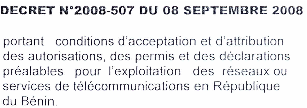 DECRET N°2008-507 DU 08 SEPTEMBRE 2008
portant conditions d'acceptation et d'attribution
des autorisations, des permis et des déclarations
préalables pour l'exploitation des réseaux ou
services de télécommunications en République
du Bénin.